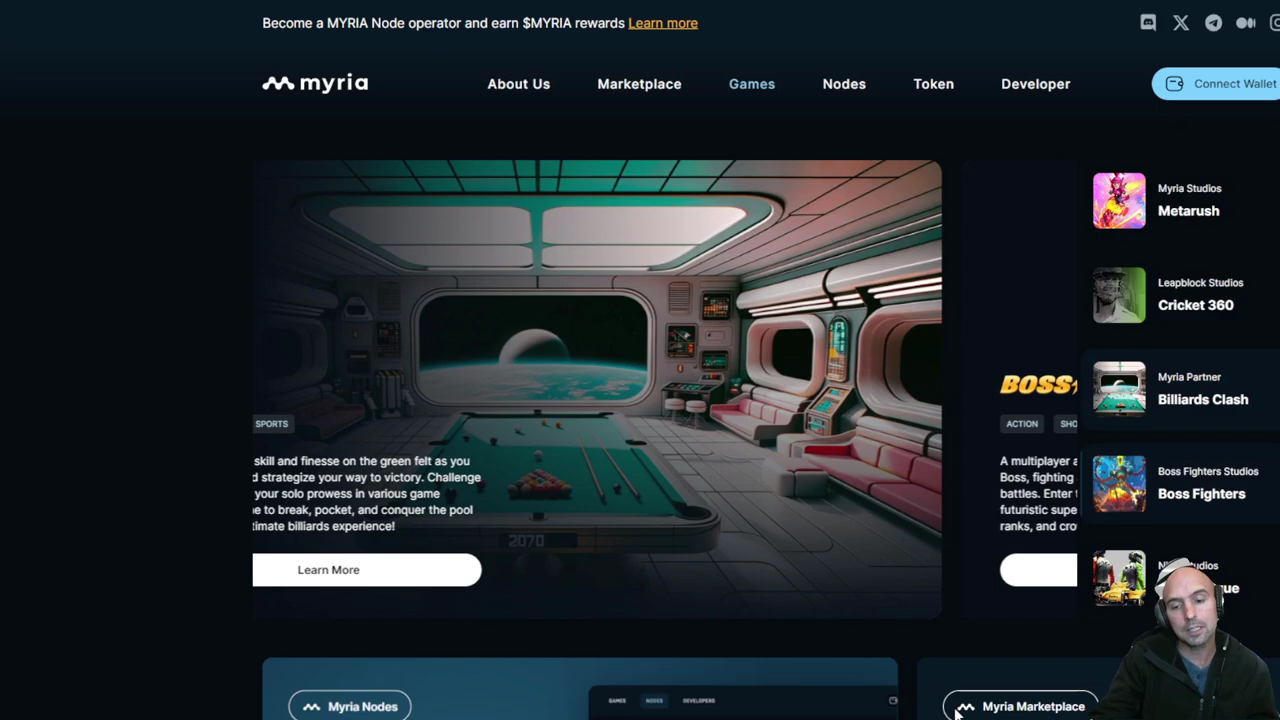 Become a MYRIA Node operator and earn $MYRIA rewards Learn more
myria
About Us
Marketplace
Games
Nodes
Token
Developer
Connect Wallet
SPORTS
skill and finesse on the green felt as you
d strategize your way to victory. Challenge
your solo prowess in various game
e to break, pocket, and conquer the pool
timate billiards experience!
Learn More
2070
BOSS
ACTION
SHO
A multiplayer a
Boss, fighting
battles. Enter t
futuristic supe
ranks, and cro
Myria Studios
Metarush
Leapblock Studios
Cricket 360
Myria Partner
Billiards Clash
Boss Fighters Studios
Boss Fighters
Myria Nodes
GAMES
NODES
DEVELOPERS
Myria Marketplace